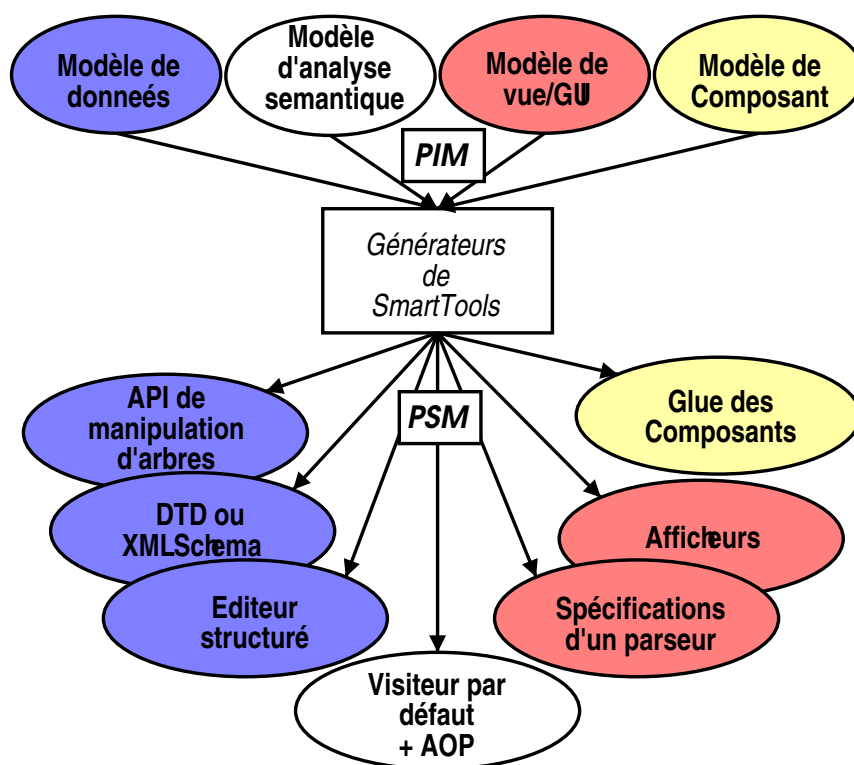 Modèle de
donneés
Modèle
d'analyse
semantique
Modèle de
vue/GUI
Modèle de
Composant
PIM
Générateurs
de
SmartTools
API de
manipulation
d'arbres
PSM
Glue des
Composants
DTD ou
XMLSchema
Afficheurs
Editeur
structuré
Spécifications
d'un parseur
Visiteur par
défaut
+ AOP